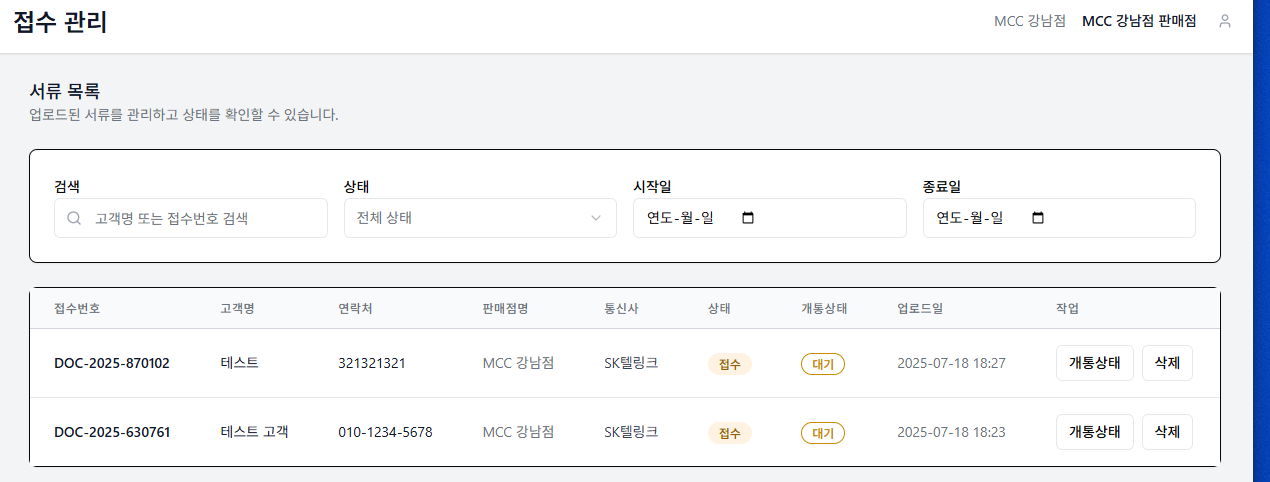 접수 관리 MCC 강남점 MCC 강남점 판매점
서류 목록
업로드된 서류를 관리하고 상태를 확인할 수 있습니다.
검색 상태 시작일 종료일
고객명 또는 접수번호 검색 전체 상태 연도-월-일 연도-월-일
접수번호 고객명 연락처 판매점명 통신사 상태 개통상태 업로드일 작업
DOC-2025-870102 테스트 321321321 MCC 강남점 SK텔링크 접수 대기 2025-07-18 18:27 개통상태 삭제
DOC-2025-630761 테스트 고객 010-1234-5678 MCC 강남점 SK텔링크 접수 대기 2025-07-18 18:23 개통상태 삭제